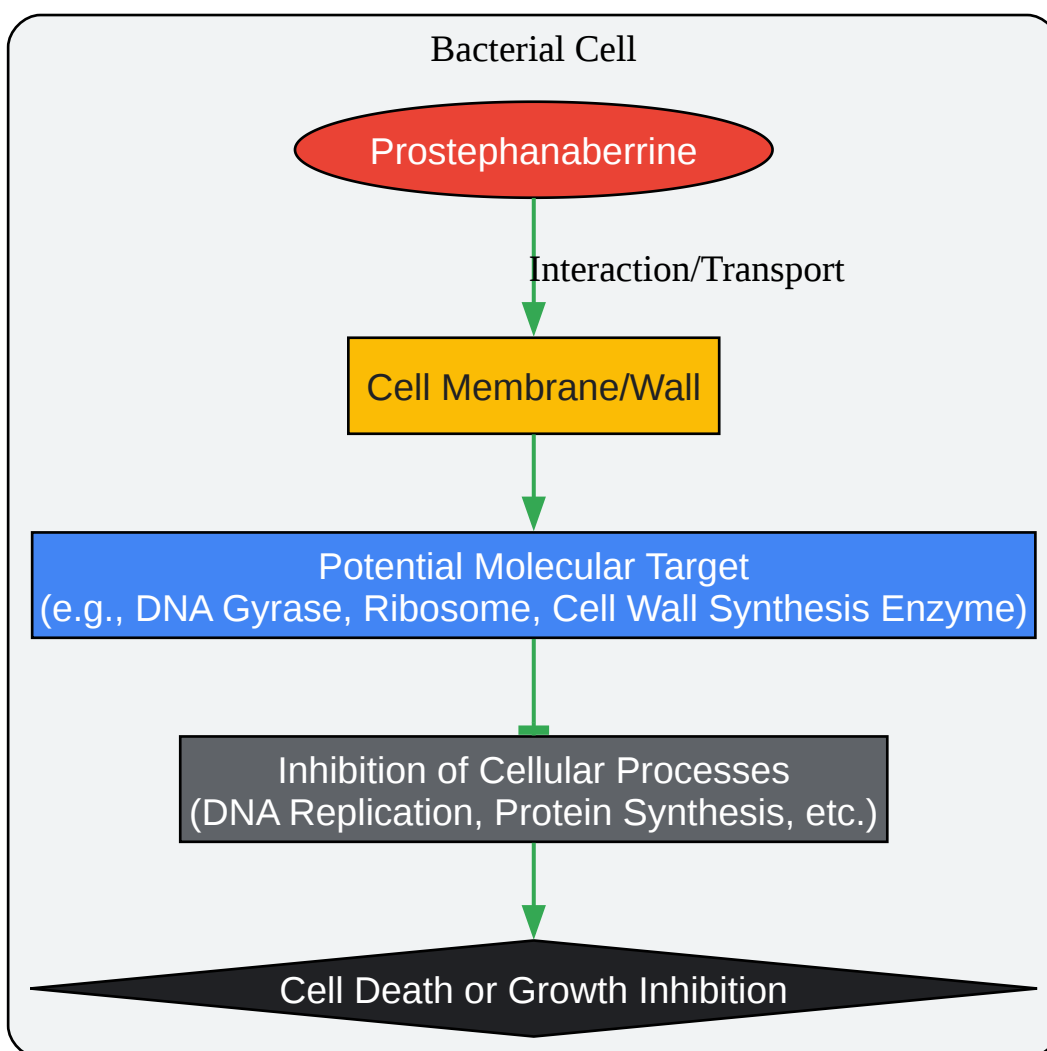 Bacterial Cell
Prostephanaberrine
Interaction/Transport
Cell Membrane/Wall
Potential Molecular Target
(e.g., DNA Gyrase, Ribosome, Cell Wall Synthesis Enzyme)
Inhibition of Cellular Processes
(DNA Replication, Protein Synthesis, etc.)
Cell Death or Growth Inhibition